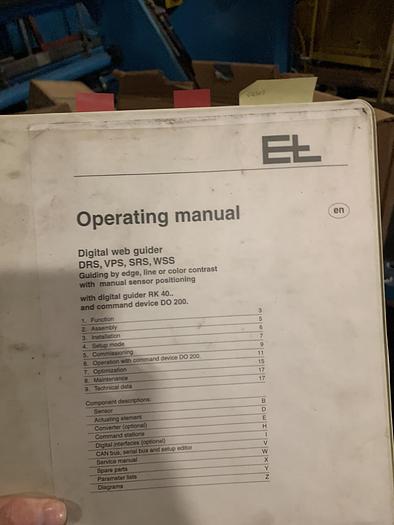 E+L
Operating manual
en
Digital web guider
DRS, VPS, SRS, WSS
Guiding by edge, line or color contrast
with manual sensor positioning
with digital guider RK 40..
and command device DO 200.
1. Function 3
2. Assembly 5
3. Installation 6
4. Setup mode 7
5. Commissioning 9
6. Operation with command device DO 200. 11
7. Optimization 15
8. Maintenance 17
9. Technical data 17
Component descriptions:
Sensor B
Actuating element D
Converter (optional) E
Command stations H
Digital interfaces (optional) I
CAN bus, serial bus and setup editor V
Service manual W
Spare parts X
Parameter lists Y
Diagrams Z